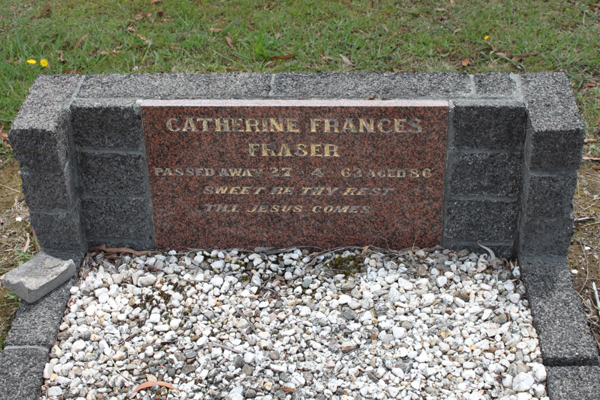 CATHERINE FRANCES
FRASER
PASSED AWAY 27 - 4 - 63 AGED 86
SWEET BE THY REST
TILL JESUS COMES